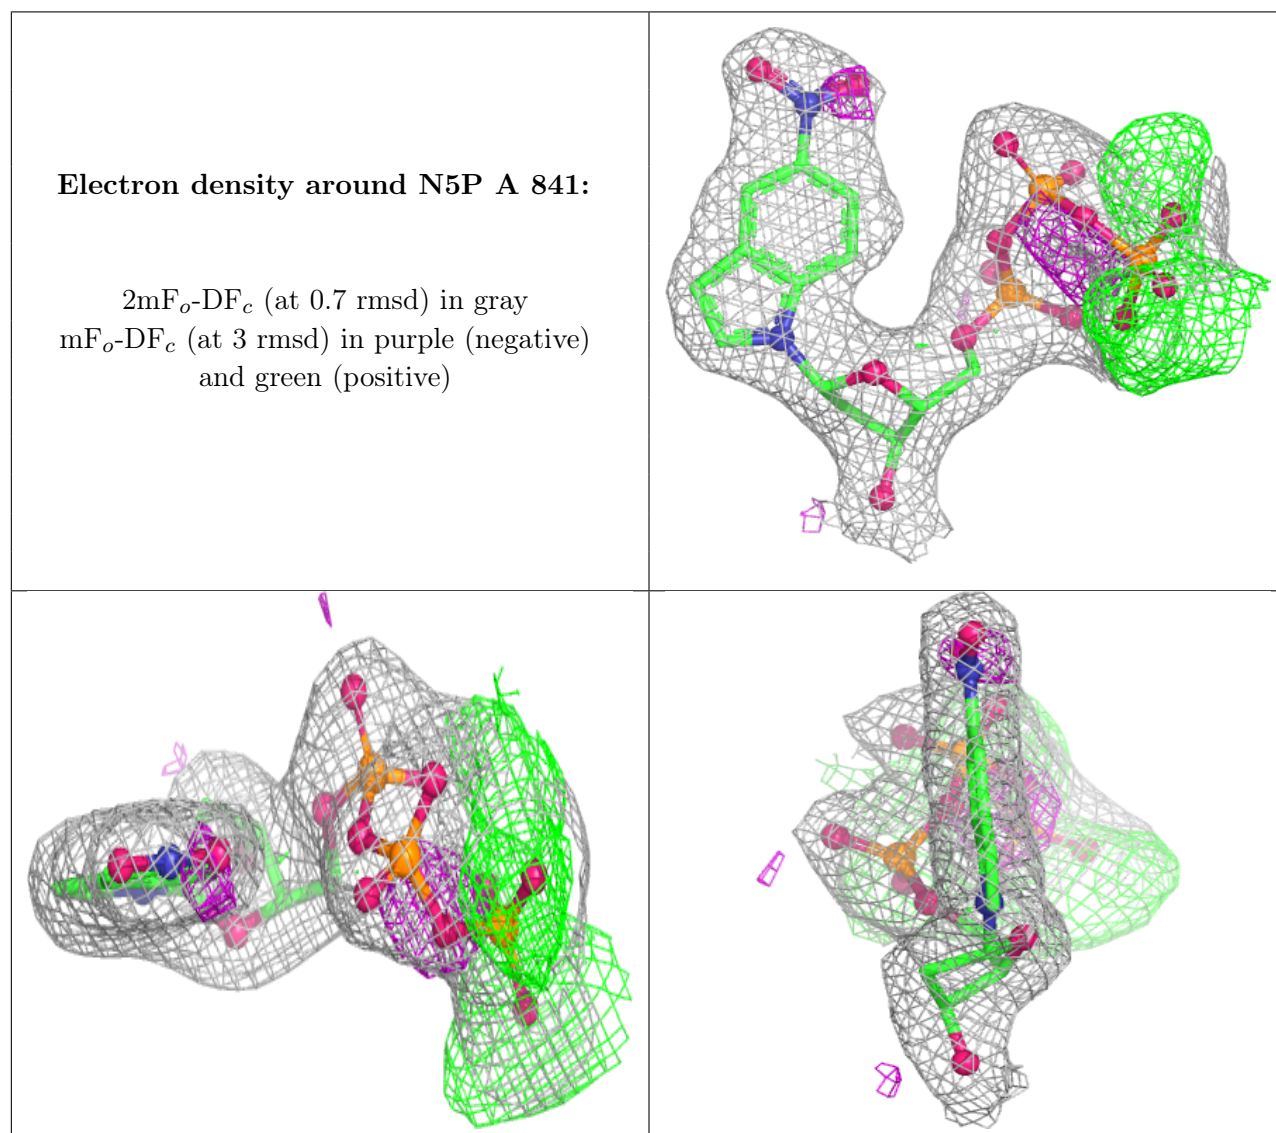 Electron density around N5P A 841:
2mFo-DFc (at 0.7 rmsd) in gray
mFo-DFc (at 3 rmsd) in purple (negative)
and green (positive)